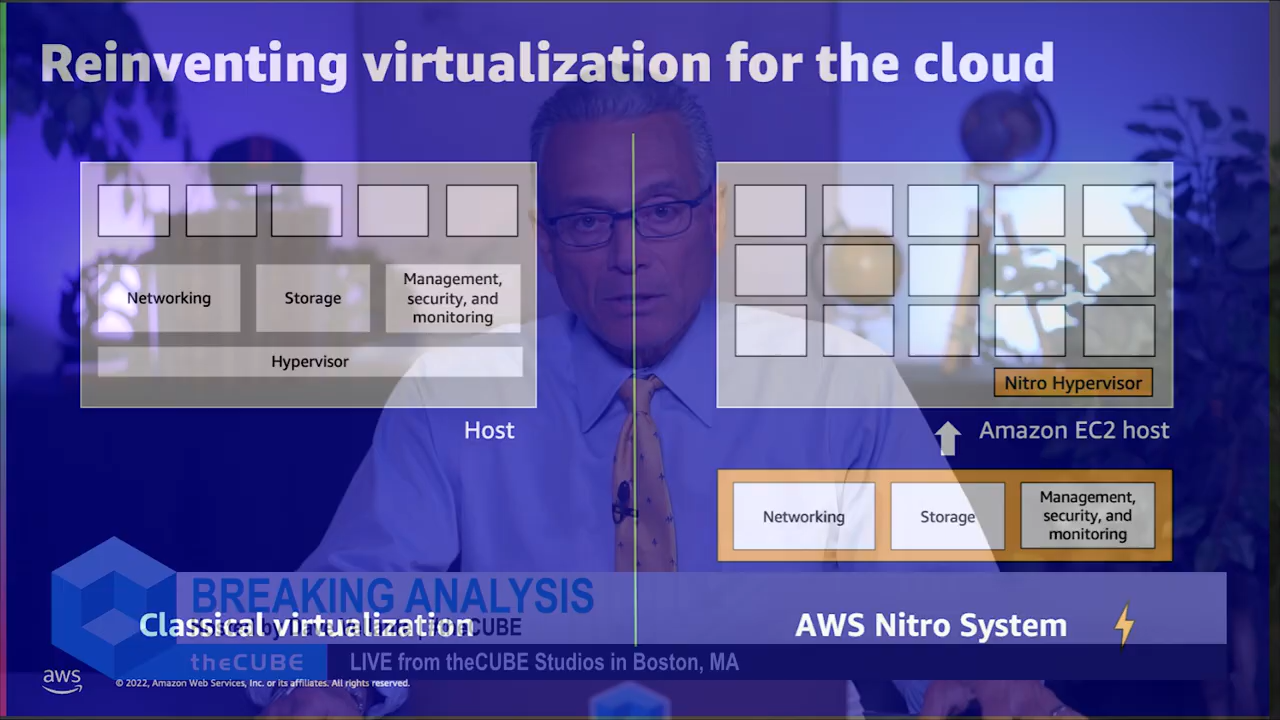 Reinventing virtualization for the cloud
Networking
Storage
Management,
security, and
monitoring
Hypervisor
Host
Nitro Hypervisor
Amazon EC2 host
Networking
Storage
Management,
security, and
monitoring
BREAKING ANALYSIS
Classical virtualization
theCUBE
AWS Nitro System
theCUBE
LIVE from theCUBE Studios in Boston, MA
aws
© 2022, Amazon Web Services, Inc. or its affiliates. All rights reserved.